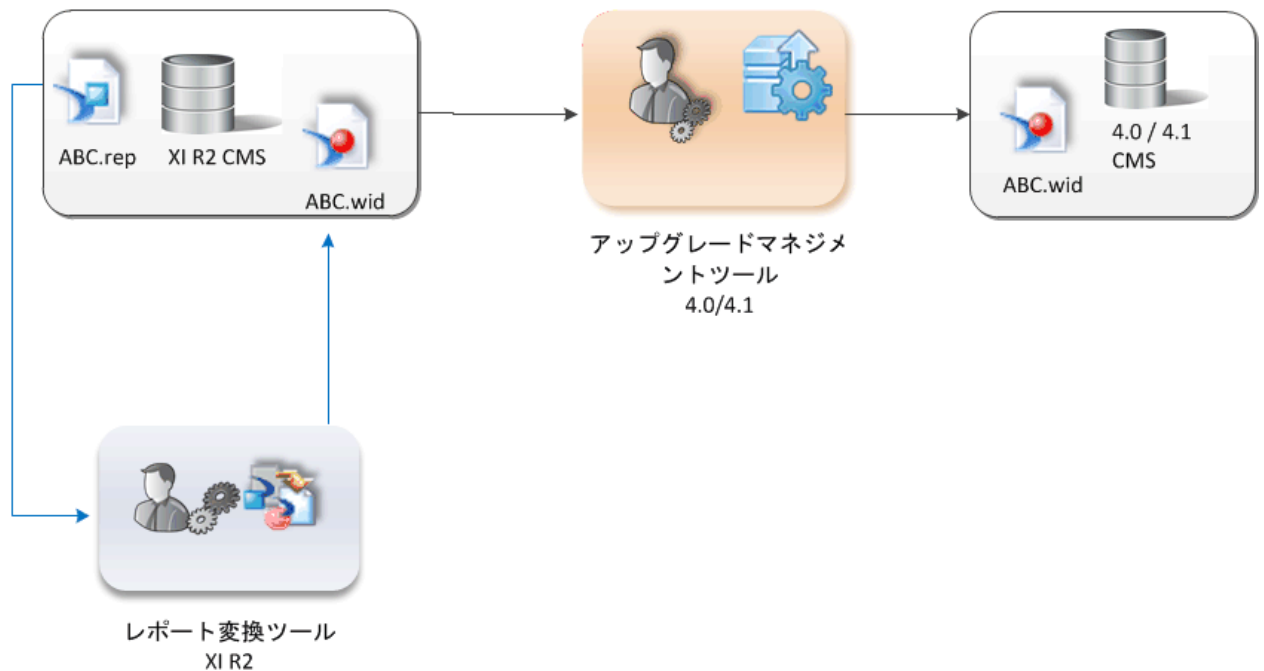 ABC.rep
XI R2 CMS
ABC.wid
アップグレードマネジメ
ントツール
4.0/4.1
ABC.wid
4.0 / 4.1
CMS
レポート変換ツール
XI R2